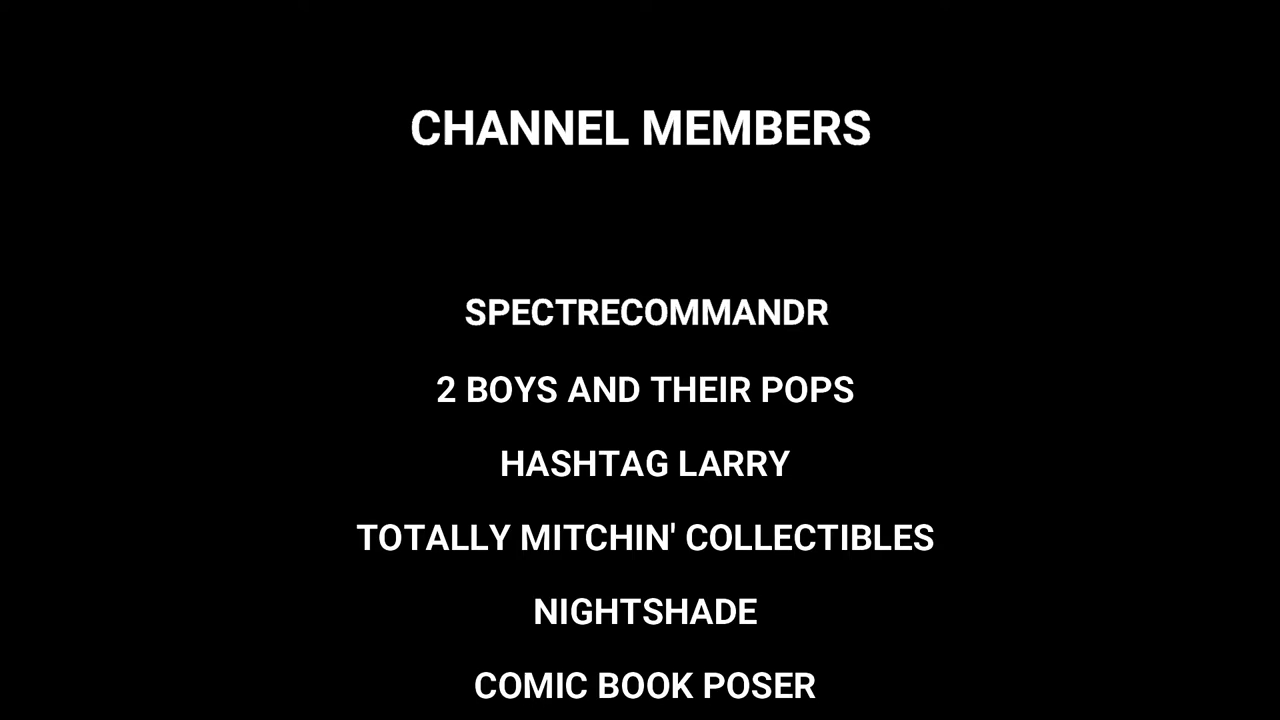 CHANNEL MEMBERS
SPECTRECOMMANDR
2 BOYS AND THEIR POPS
HASHTAG LARRY
TOTALLY MITCHIN' COLLECTIBLES
NIGHTSHADE
COMIC BOOK POSER